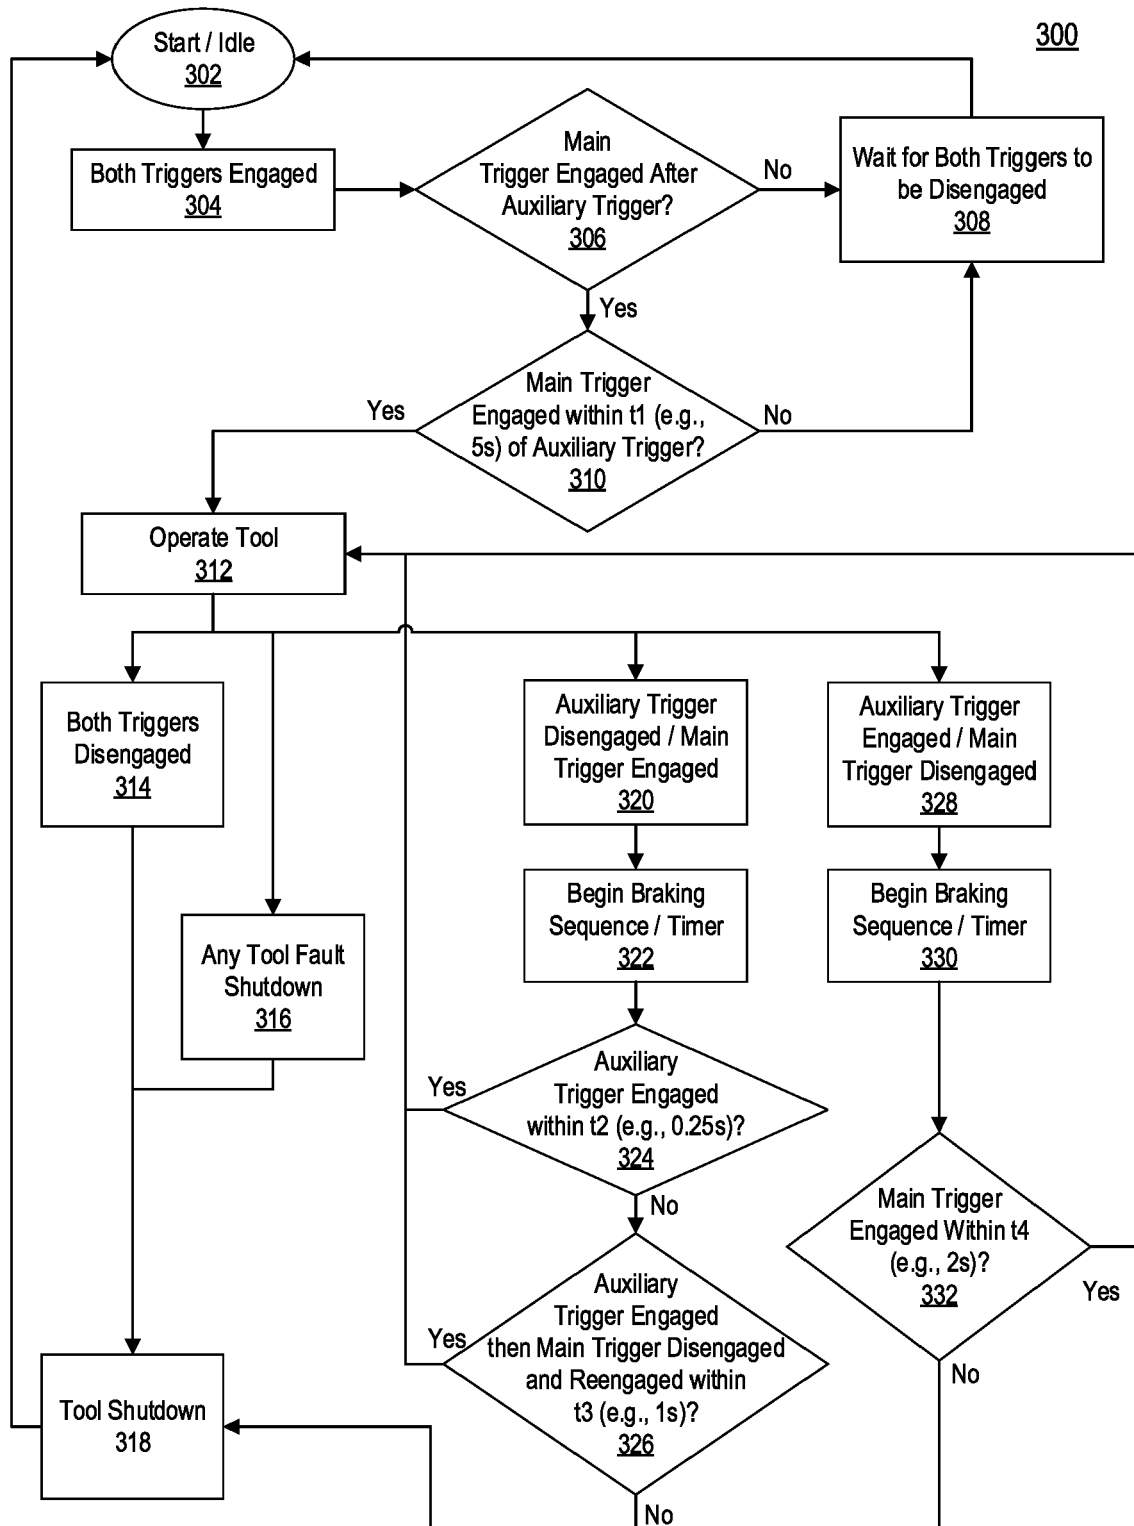 300
Start / Idle
302
Both Triggers Engaged
304
Main
Trigger Engaged After
Auxiliary Trigger?
306
No
Wait for Both Triggers to
be Disengaged
308
Yes
Main Trigger
Engaged within t1 (e.g.,
5s) of Auxiliary Trigger?
310
Yes
No
Operate Tool
312
Both Triggers
Disengaged
314
Any Tool Fault
Shutdown
316
Auxiliary Trigger
Disengaged / Main
Trigger Engaged
320
Auxiliary Trigger
Engaged / Main
Trigger Disengaged
328
Begin Braking
Sequence / Timer
322
Begin Braking
Sequence / Timer
330
Auxiliary
Trigger Engaged
within t2 (e.g., 0.25s)?
324
Yes
No
Main Trigger
Engaged Within t4
(e.g., 2s)?
332
Yes
No
Auxiliary
Trigger Engaged
then Main Trigger Disengaged
and Reengaged within
t3 (e.g., 1s)?
326
Yes
No
Tool Shutdown
318